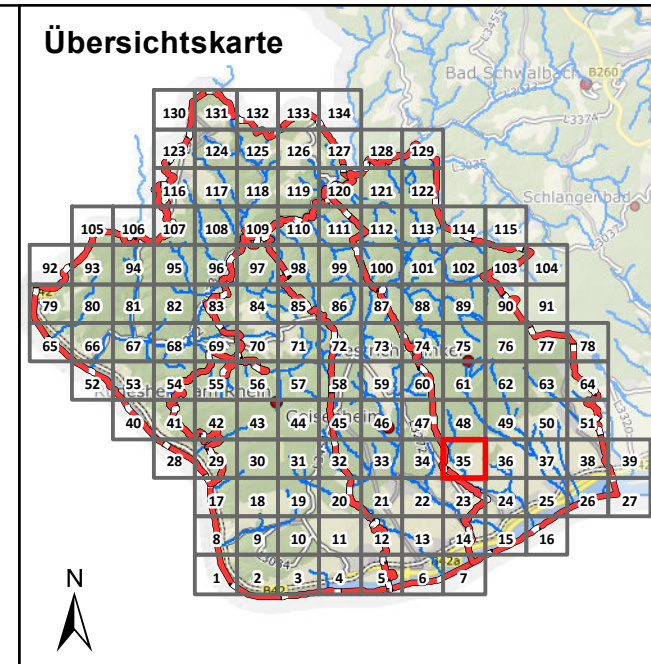 Übersichtskarte
Bad Schwalbach
B260
L3455
L3374
L3035
Schlangenbad
L3037
130 131 132 133 134
123 124 125 126 127 128 129
116 117 118 119 120 121 122
105 106 107 108 109 110 111 112 113 114 115
92 93 94 95 96 97 98 99 100 101 102 103 104
79 80 81 82 83 84 85 86 87 88 89 90 91
65 66 67 68 69 70 71 72 73 74 75 76 77 78
52 53 54 55 56 57 58 59 60 61 62 63 64
40 41 42 43 44 45 46 47 48 49 50 51
28 29 30 31 32 33 34 35 36 37 38 39
17 18 19 20 21 22 23 24 25 26 27
8 9 10 11 12 13 14 15 16
1 2 3 4 5 6 7
L3320
L3034
B42
B42a
N